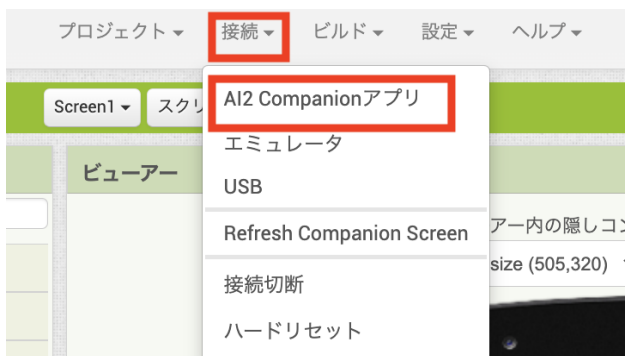 プロジェクト 接続 ビルド 設定 ヘルプ
Screen1 スクリ
AI2 Companionアプリ
エミュレータ
ビューアー
USB
アー内の隠しコン
Refresh Companion Screen
size (505,320)
接続切断
ハードリセット